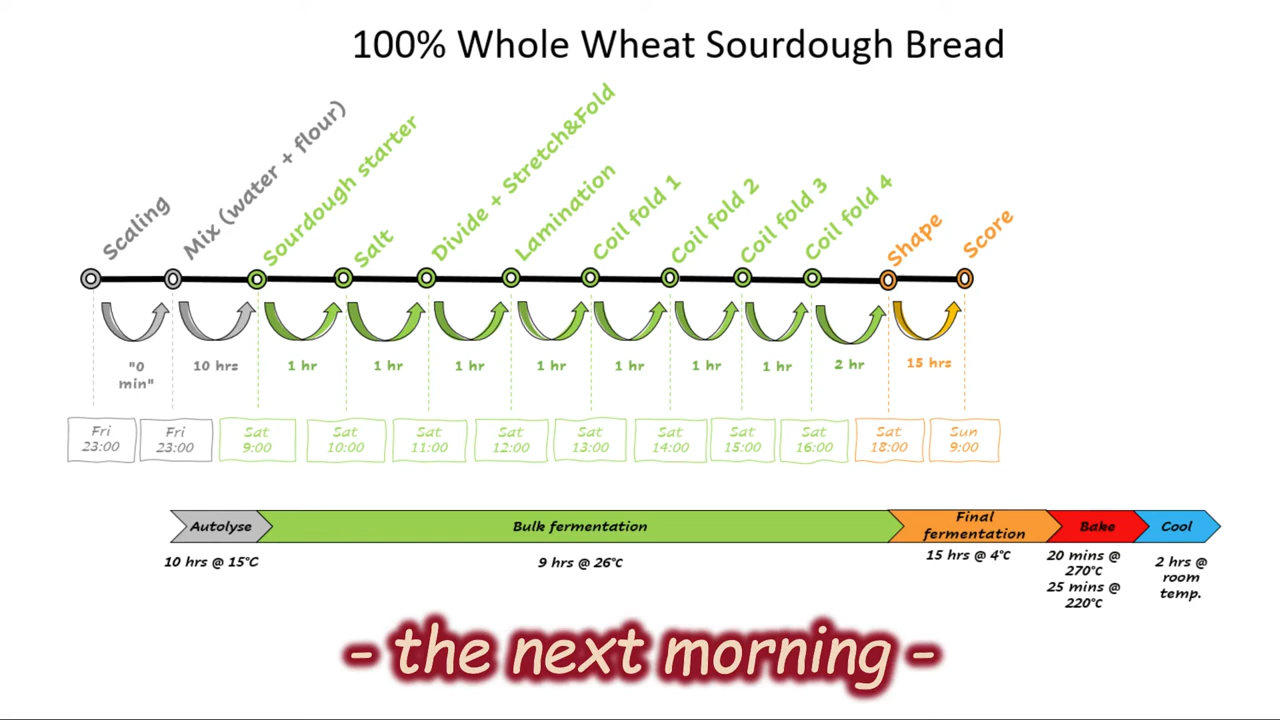 100% Whole Wheat Sourdough Bread
Scaling
Mix (water + flour)
Sourdough starter
Salt
Divide + Stretch&Fold
Lamination
Coil fold 1
Coil fold 2
Coil fold 3
Coil fold 4
Shape
Score
"0
min"
10 hrs
1 hr
1 hr
1 hr
1 hr
1 hr
1 hr
1 hr
2 hr
15 hrs
Fri
23:00
Fri
23:00
Sat
9:00
Sat
10:00
Sat
11:00
Sat
12:00
Sat
13:00
Sat
14:00
Sat
15:00
Sat
16:00
Sat
18:00
Sun
9:00
Autolyse
Bulk fermentation
Final
fermentation
Bake
Cool
10 hrs @ 15°C
9 hrs @ 26°C
15 hrs @ 4°C
20 mins @
270°C
25 mins @
220°C
2 hrs @
room
temp.
- the next morning -